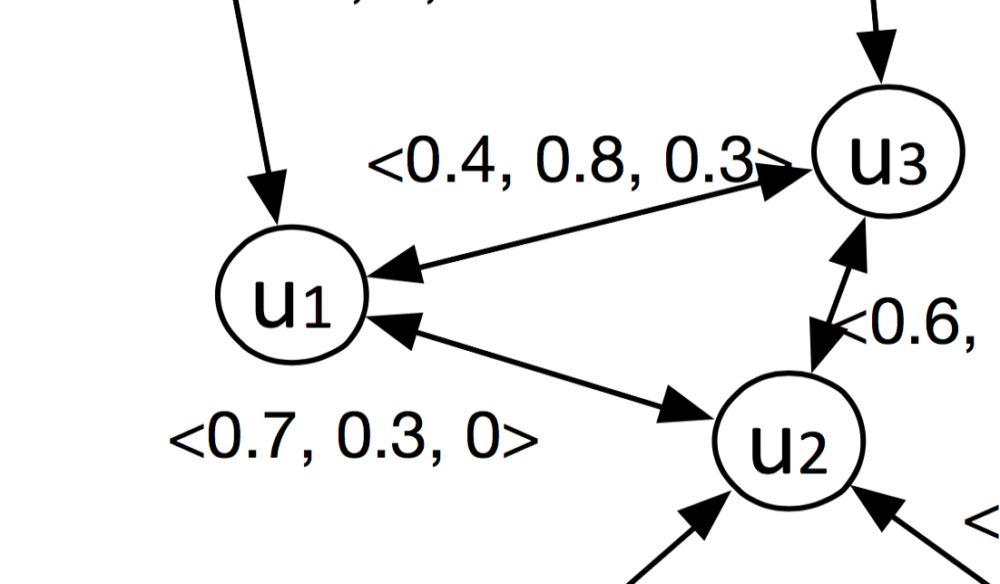 <0.4, 0.8, 0.3>
u3
u1
<0.6,
<0.7, 0.3, 0>
u2
<